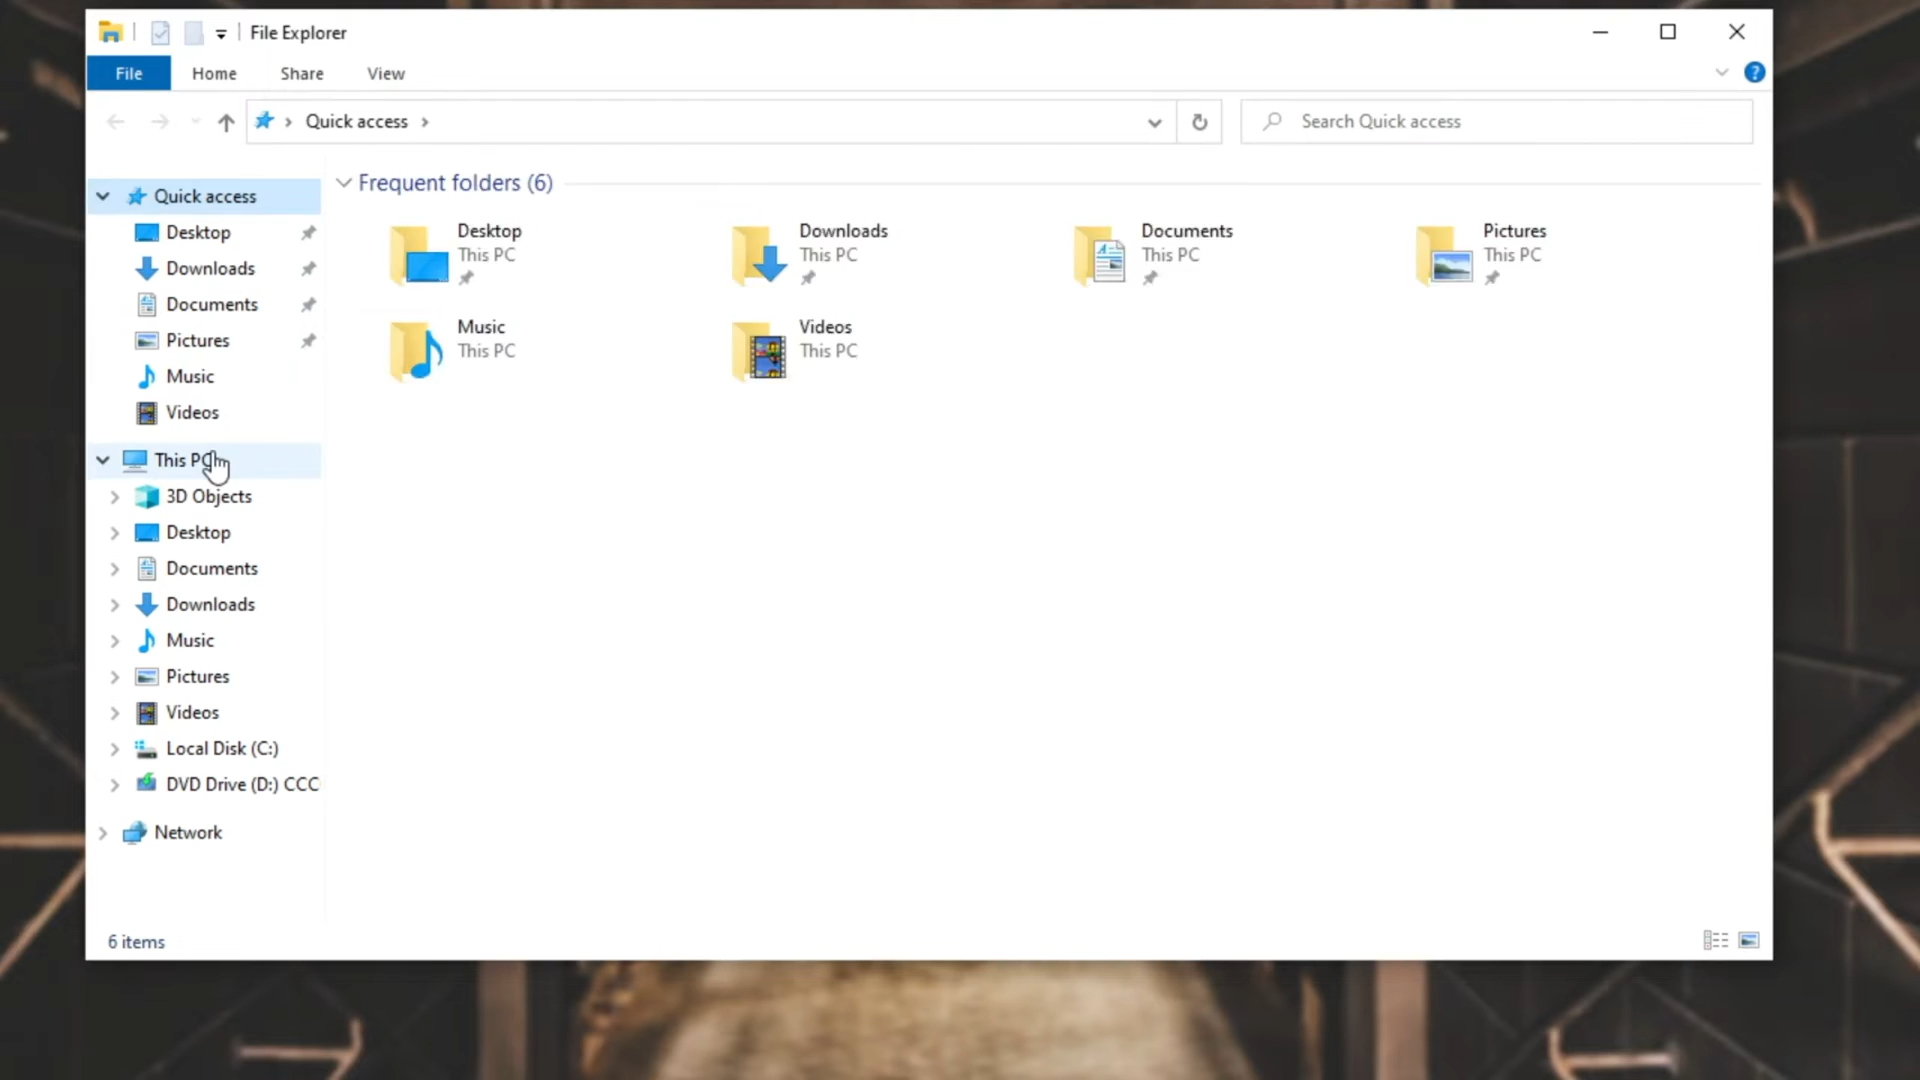 File Explorer
File Home Share View
Quick access
Search Quick access
Quick access
Desktop
Downloads
Documents
Pictures
Music
Videos
This PC
3D Objects
Desktop
Documents
Downloads
Music
Pictures
Videos
Local Disk (C:)
DVD Drive (D:) CCC
Network
Frequent folders (6)
Desktop
This PC
Downloads
This PC
Documents
This PC
Pictures
This PC
Music
This PC
Videos
This PC
6 items